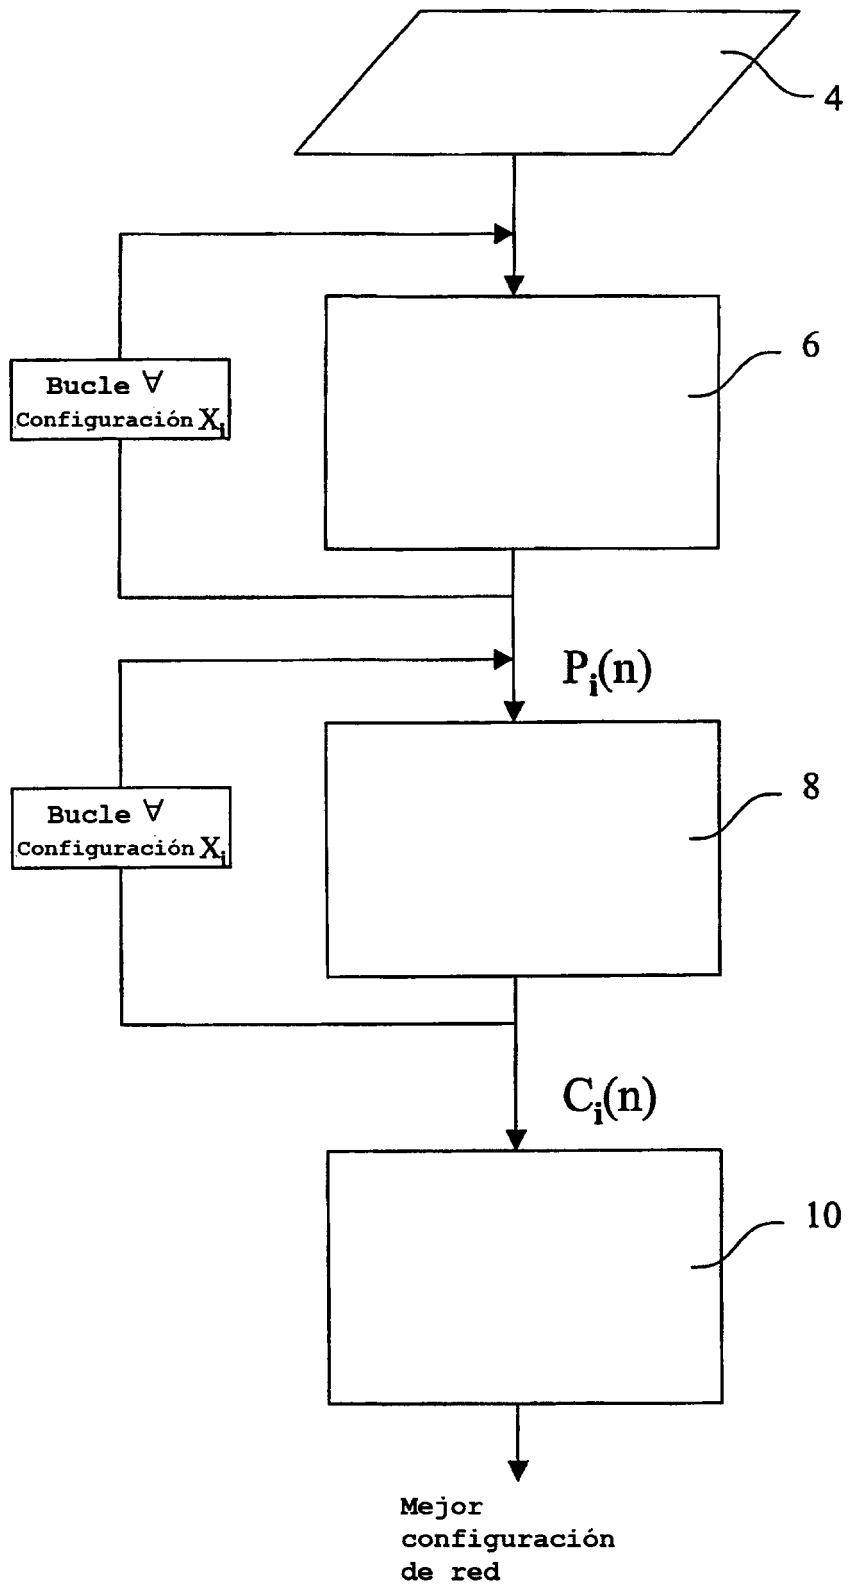 4
6
Bucle ∀
Configuración Xi
Pi(n)
8
Bucle ∀
Configuración Xi
Ci(n)
10
Mejor
configuración
de red